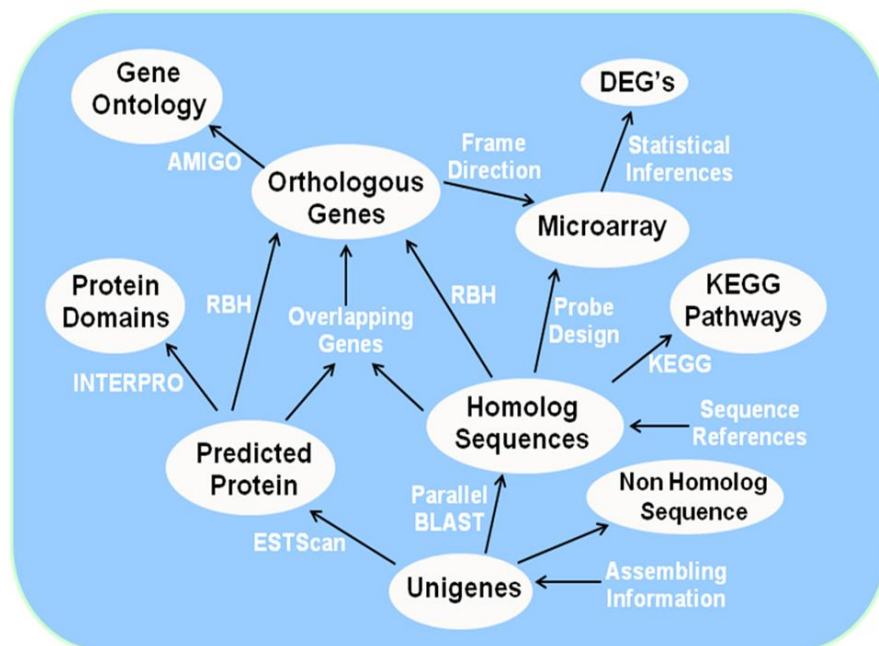 Gene
Ontology
DEG's
AMIGO
Frame
Direction
Statistical
Inferences
Orthologous
Genes
Microarray
Protein
Domains
RBH
Overlapping
Genes
RBH
Probe
Design
KEGG
Pathways
INTERPRO
KEGG
Homolog
Sequences
Sequence
References
Predicted
Protein
Parallel
BLAST
Non Homolog
Sequence
ESTScan
Unigenes
Assembling
Information